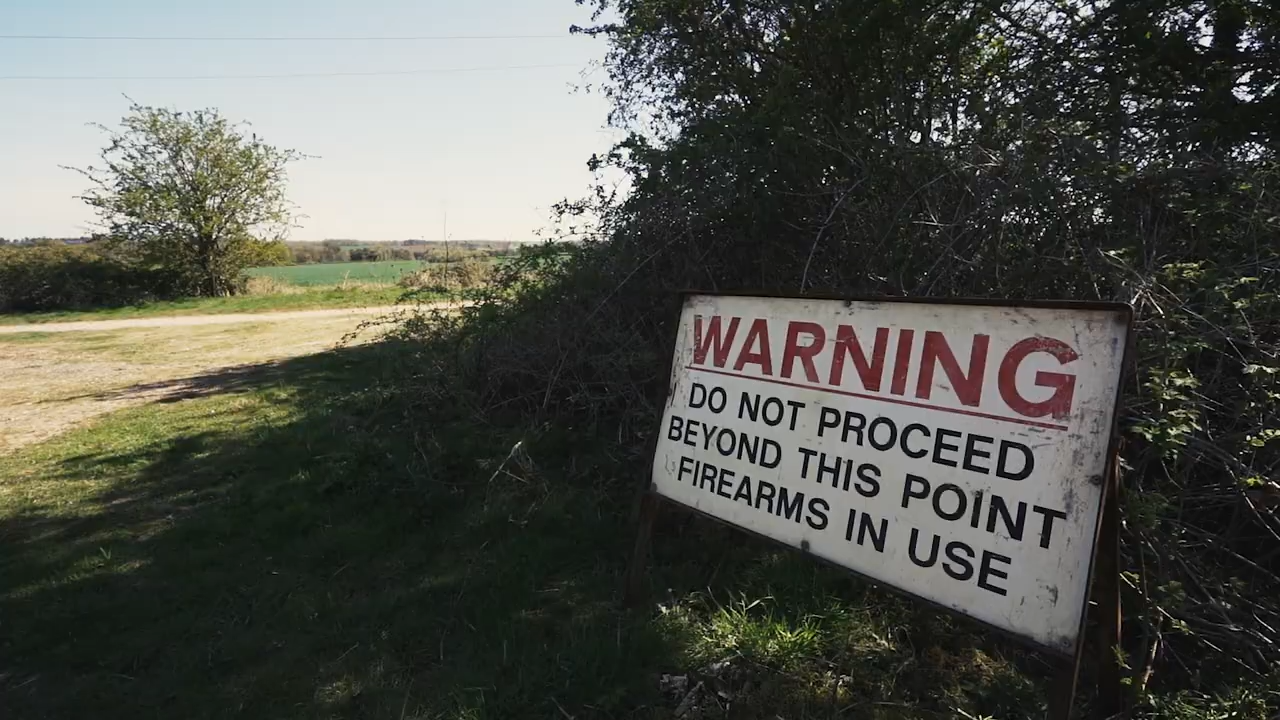 WARNING
DO NOT PROCEED
BEYOND THIS POINT
FIREARMS IN USE